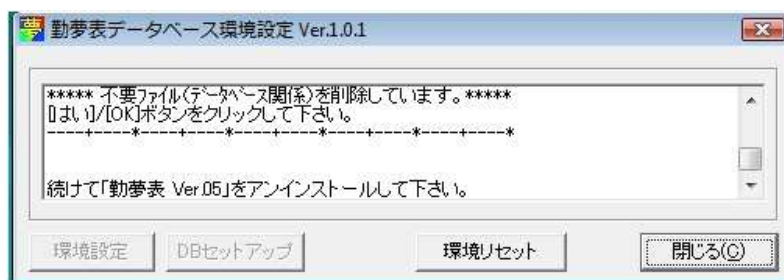 夢 勤夢表データベース環境設定 Ver.1.0.1
***** 不要ファイル(データベース関係)を削除しています。*****
[はい]/[OK]ボタンをクリックして下さい。
----+----*----+----*----+----*----+----*----+----*
続けて「勤夢表 Ver.05」をアンインストールして下さい。
環境設定 DBセットアップ 環境リセット 閉じる(C)